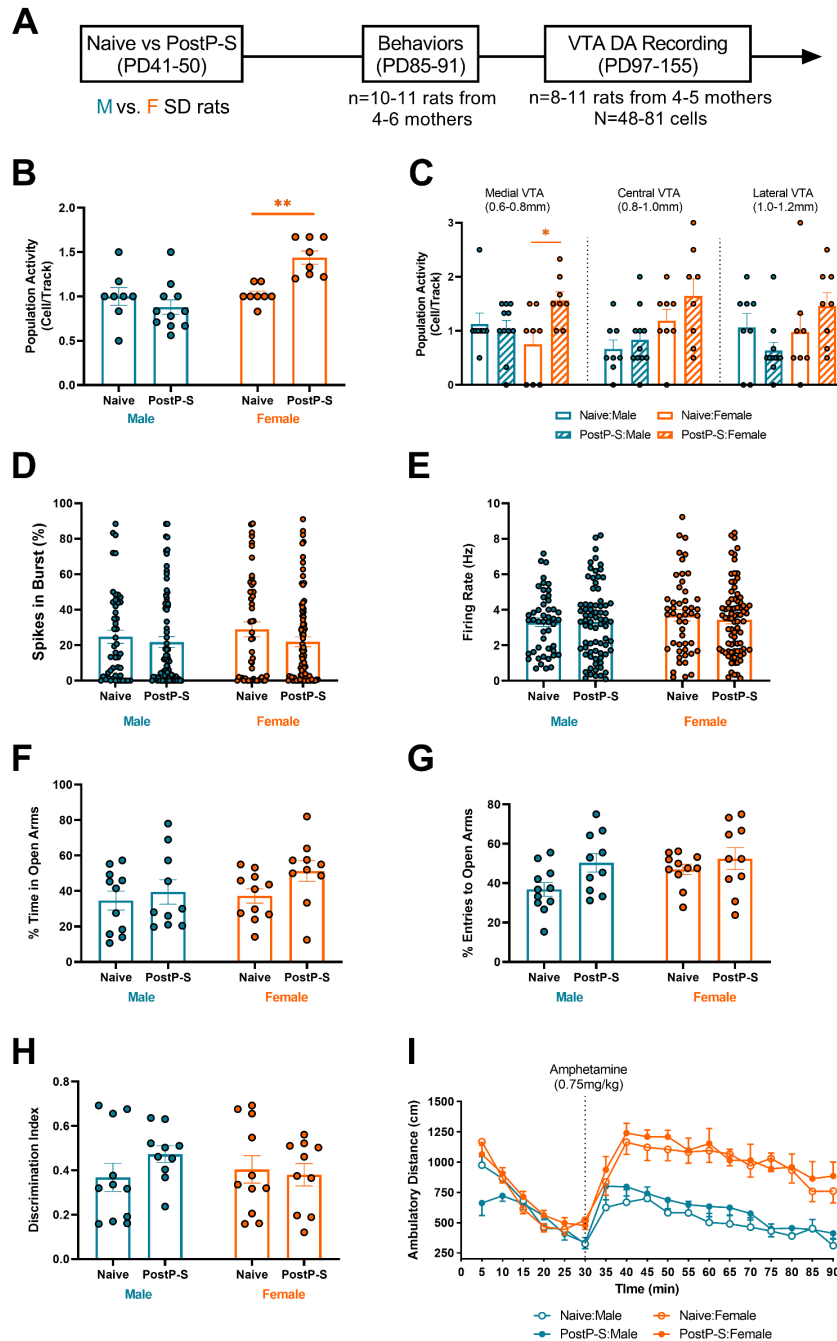 A
Naive vs PostP-S
(PD41-50)
Behaviors
(PD85-91)
VTA DA Recording
(PD97-155)
M vs. F SD rats
n=10-11 rats from
4-6 mothers
n=8-11 rats from 4-5 mothers
N=48-81 cells
B
Population Activity
(Cell/Track)
2.0
1.5
1.0
0.5
0.0
**
Naive PostP-S Naive PostP-S
Male Female
C
Medial VTA
(0.6-0.8mm)
Central VTA
(0.8-1.0mm)
Lateral VTA
(1.0-1.2mm)
Population Activity
(Cell/Track)
3
2
1
0
*
Naive:Male Naive:Female
PostP-S:Male PostP-S:Female
D
Spikes in Burst (%)
100
80
60
40
20
0
Naive PostP-S Naive PostP-S
Male Female
E
Firing Rate (Hz)
10
8
6
4
2
0
Naive PostP-S Naive PostP-S
Male Female
F
% Time in Open Arms
100
80
60
40
20
0
Naive PostP-S Naive PostP-S
Male Female
G
% Entries to Open Arms
80
60
40
20
0
Naive PostP-S Naive PostP-S
Male Female
H
Discrimination Index
0.8
0.6
0.4
0.2
0.0
Naive PostP-S Naive PostP-S
Male Female
I
Amphetamine
(0.75mg/kg)
Ambulatory Distance (cm)
1500
1250
1000
750
500
250
0 5 10 15 20 25 30 35 40 45 50 55 60 65 70 75 80 85 90
TIme (min)
Naive:Male Naive:Female
PostP-S:Male PostP-S:Female